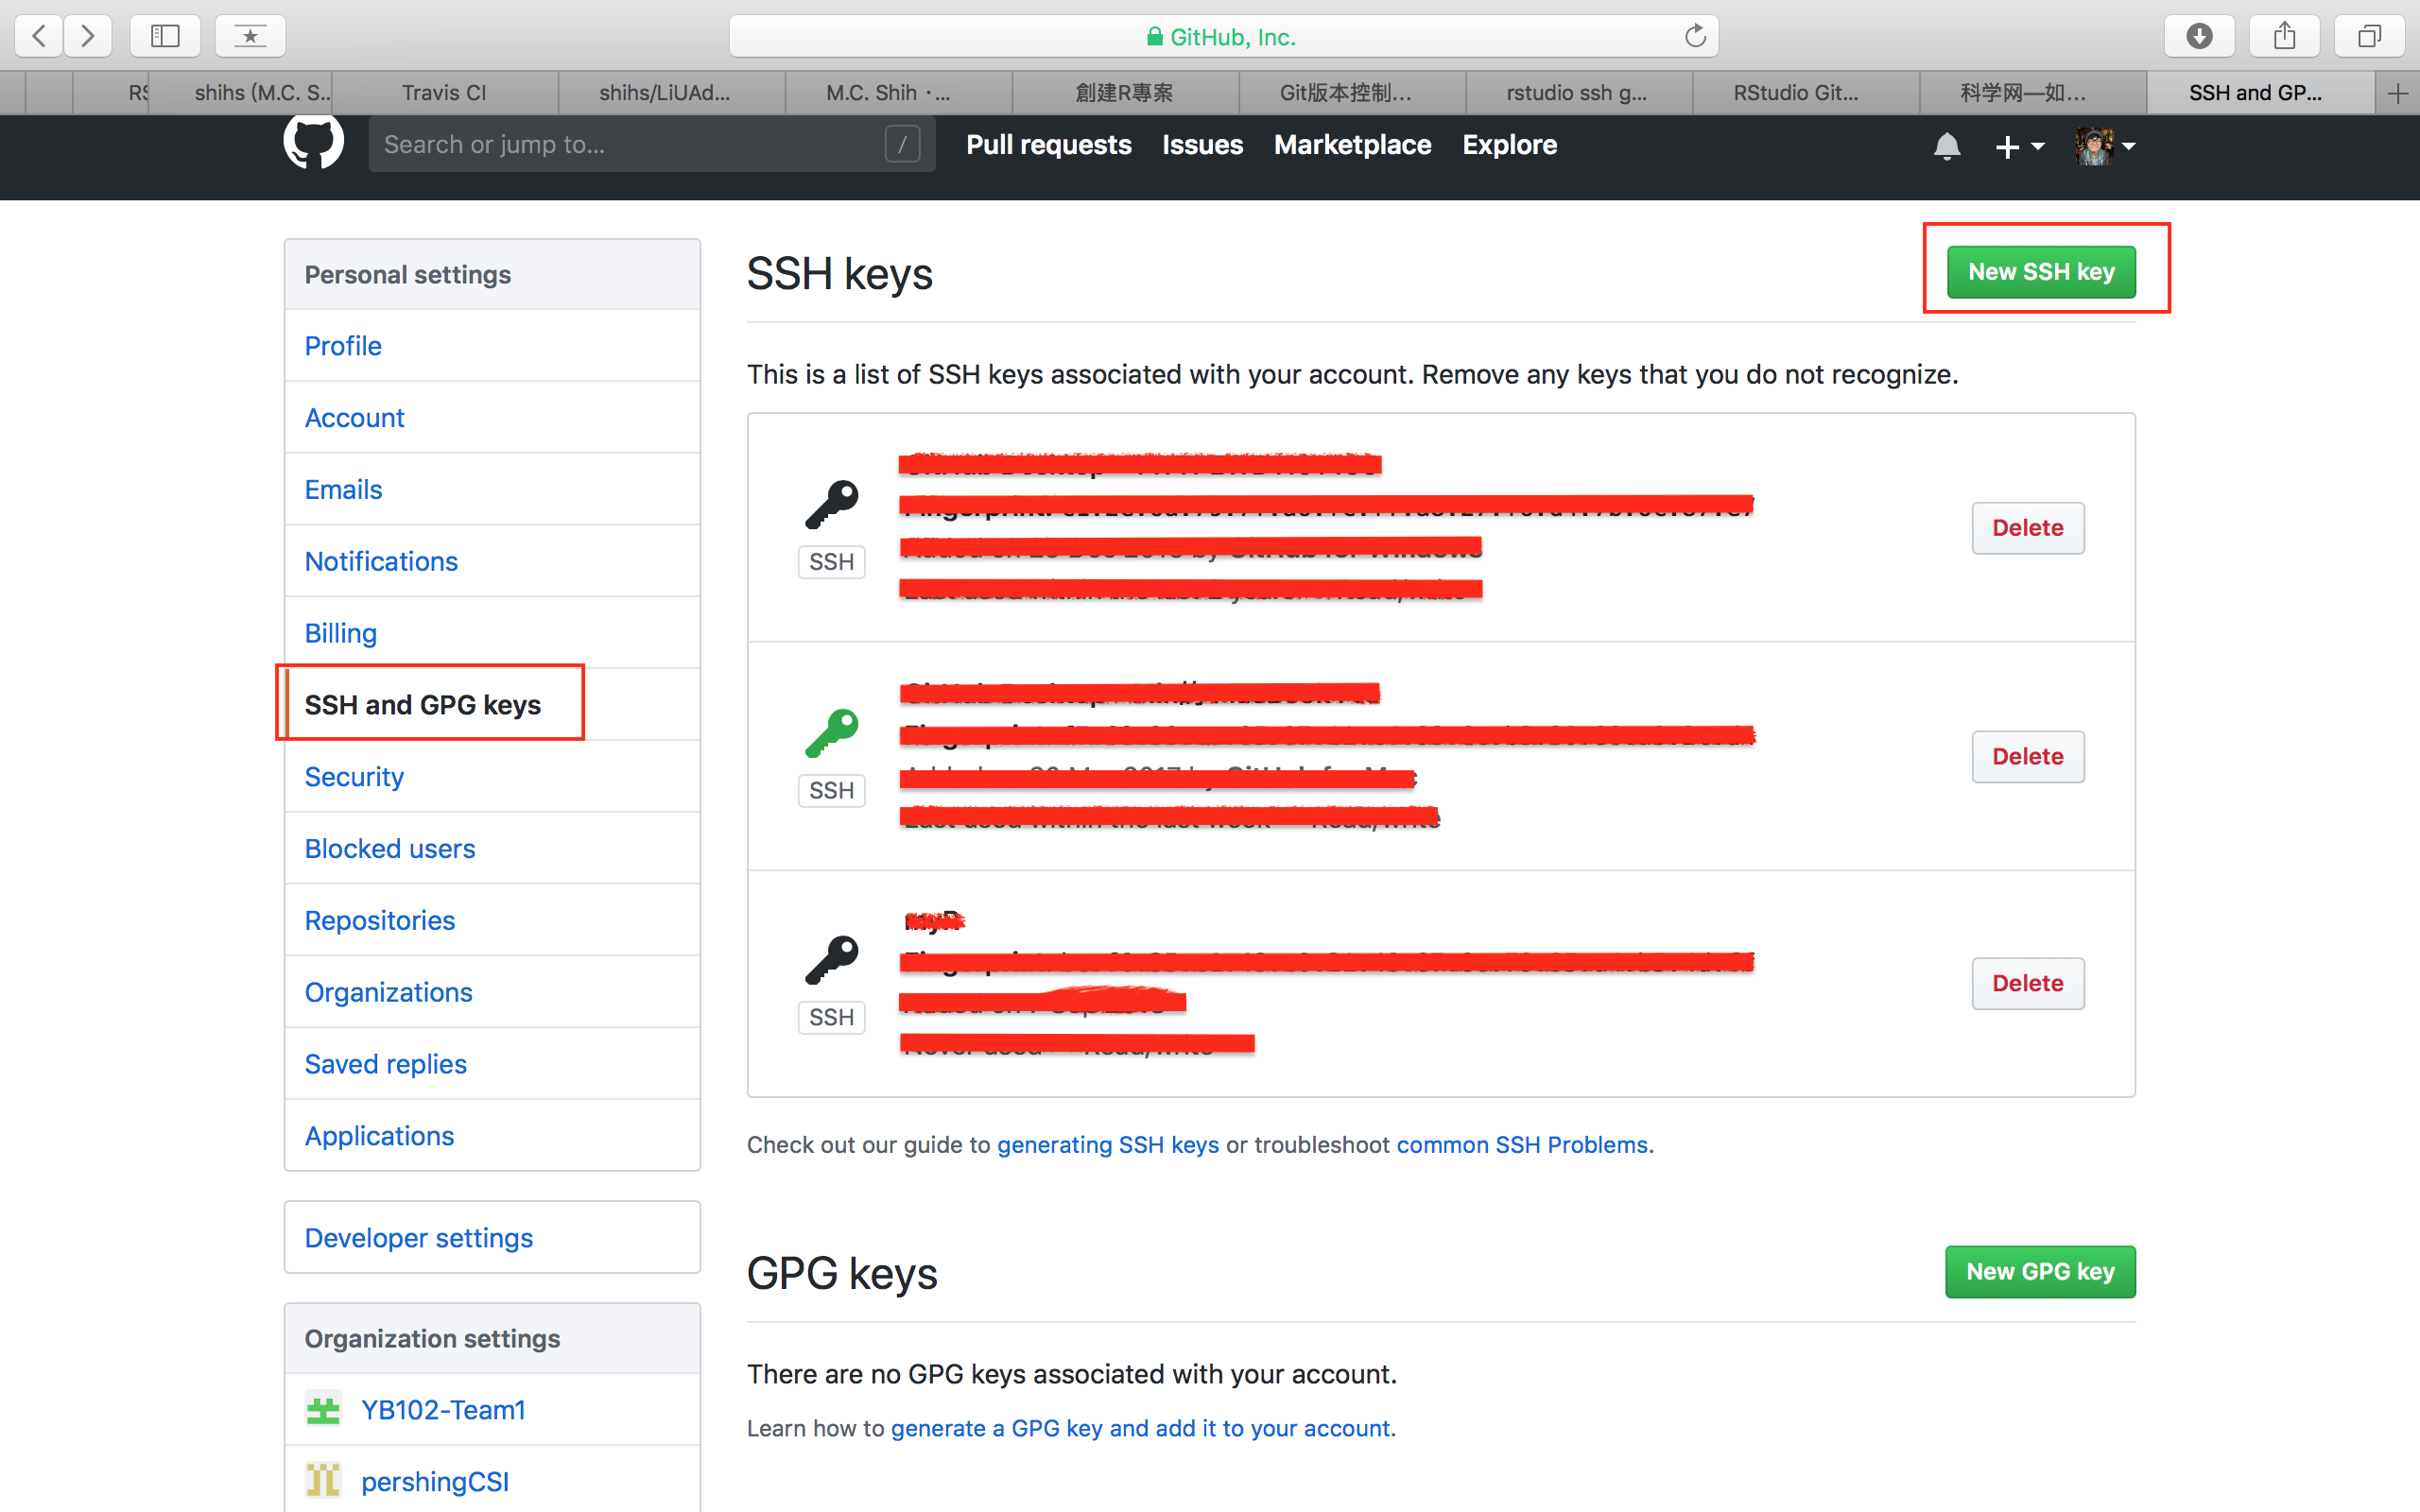 GitHub, Inc.
RS
shihs (M.C. S...
Travis CI
shihs/LiUAd...
M.C. Shih ·...
創建R專案
Git版本控制...
rstudio ssh g...
RStudio Git...
科学网—如...
SSH and GP...
Search or jump to...
/
Pull requests
Issues
Marketplace
Explore
Personal settings
Profile
Account
Emails
Notifications
Billing
SSH and GPG keys
Security
Blocked users
Repositories
Organizations
Saved replies
Applications
Developer settings
Organization settings
YB102-Team1
pershingCSI
SSH keys
New SSH key
This is a list of SSH keys associated with your account. Remove any keys that you do not recognize.
SSH
Delete
SSH
Delete
SSH
Delete
Check out our guide to generating SSH keys or troubleshoot common SSH Problems.
GPG keys
New GPG key
There are no GPG keys associated with your account.
Learn how to generate a GPG key and add it to your account.